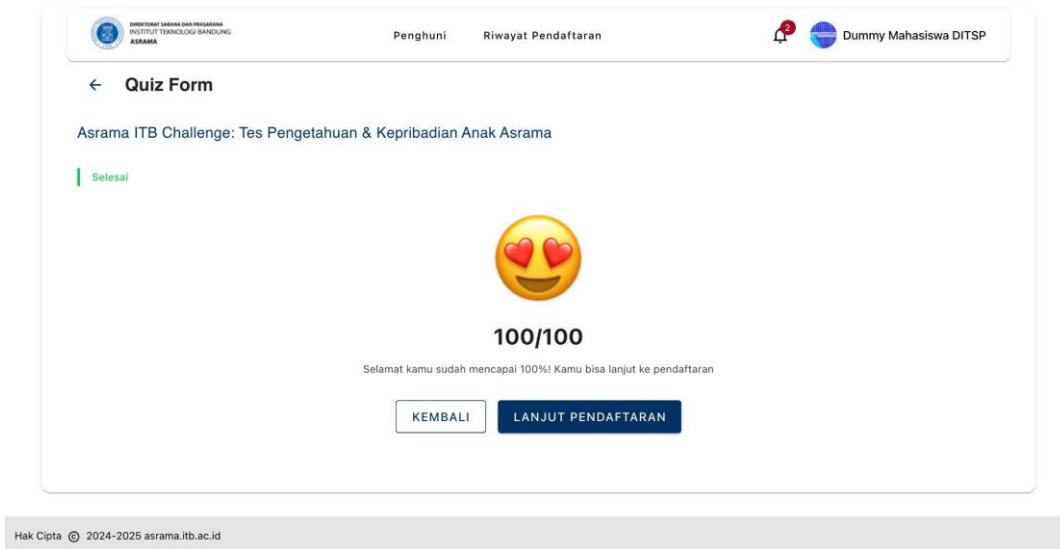 DIREKTORAT SARANA DAN PRASARANA
INSTITUT TEKNOLOGI BANDUNG
ASRAMA
Penghuni Riwayat Pendaftaran
2
Dummy Mahasiswa DITSP
← Quiz Form
Asrama ITB Challenge: Tes Pengetahuan & Kepribadian Anak Asrama
Selesai
100/100
Selamat kamu sudah mencapai 100%! Kamu bisa lanjut ke pendaftaran
KEMBALI LANJUT PENDAFTARAN
Hak Cipta © 2024-2025 asrama.itb.ac.id